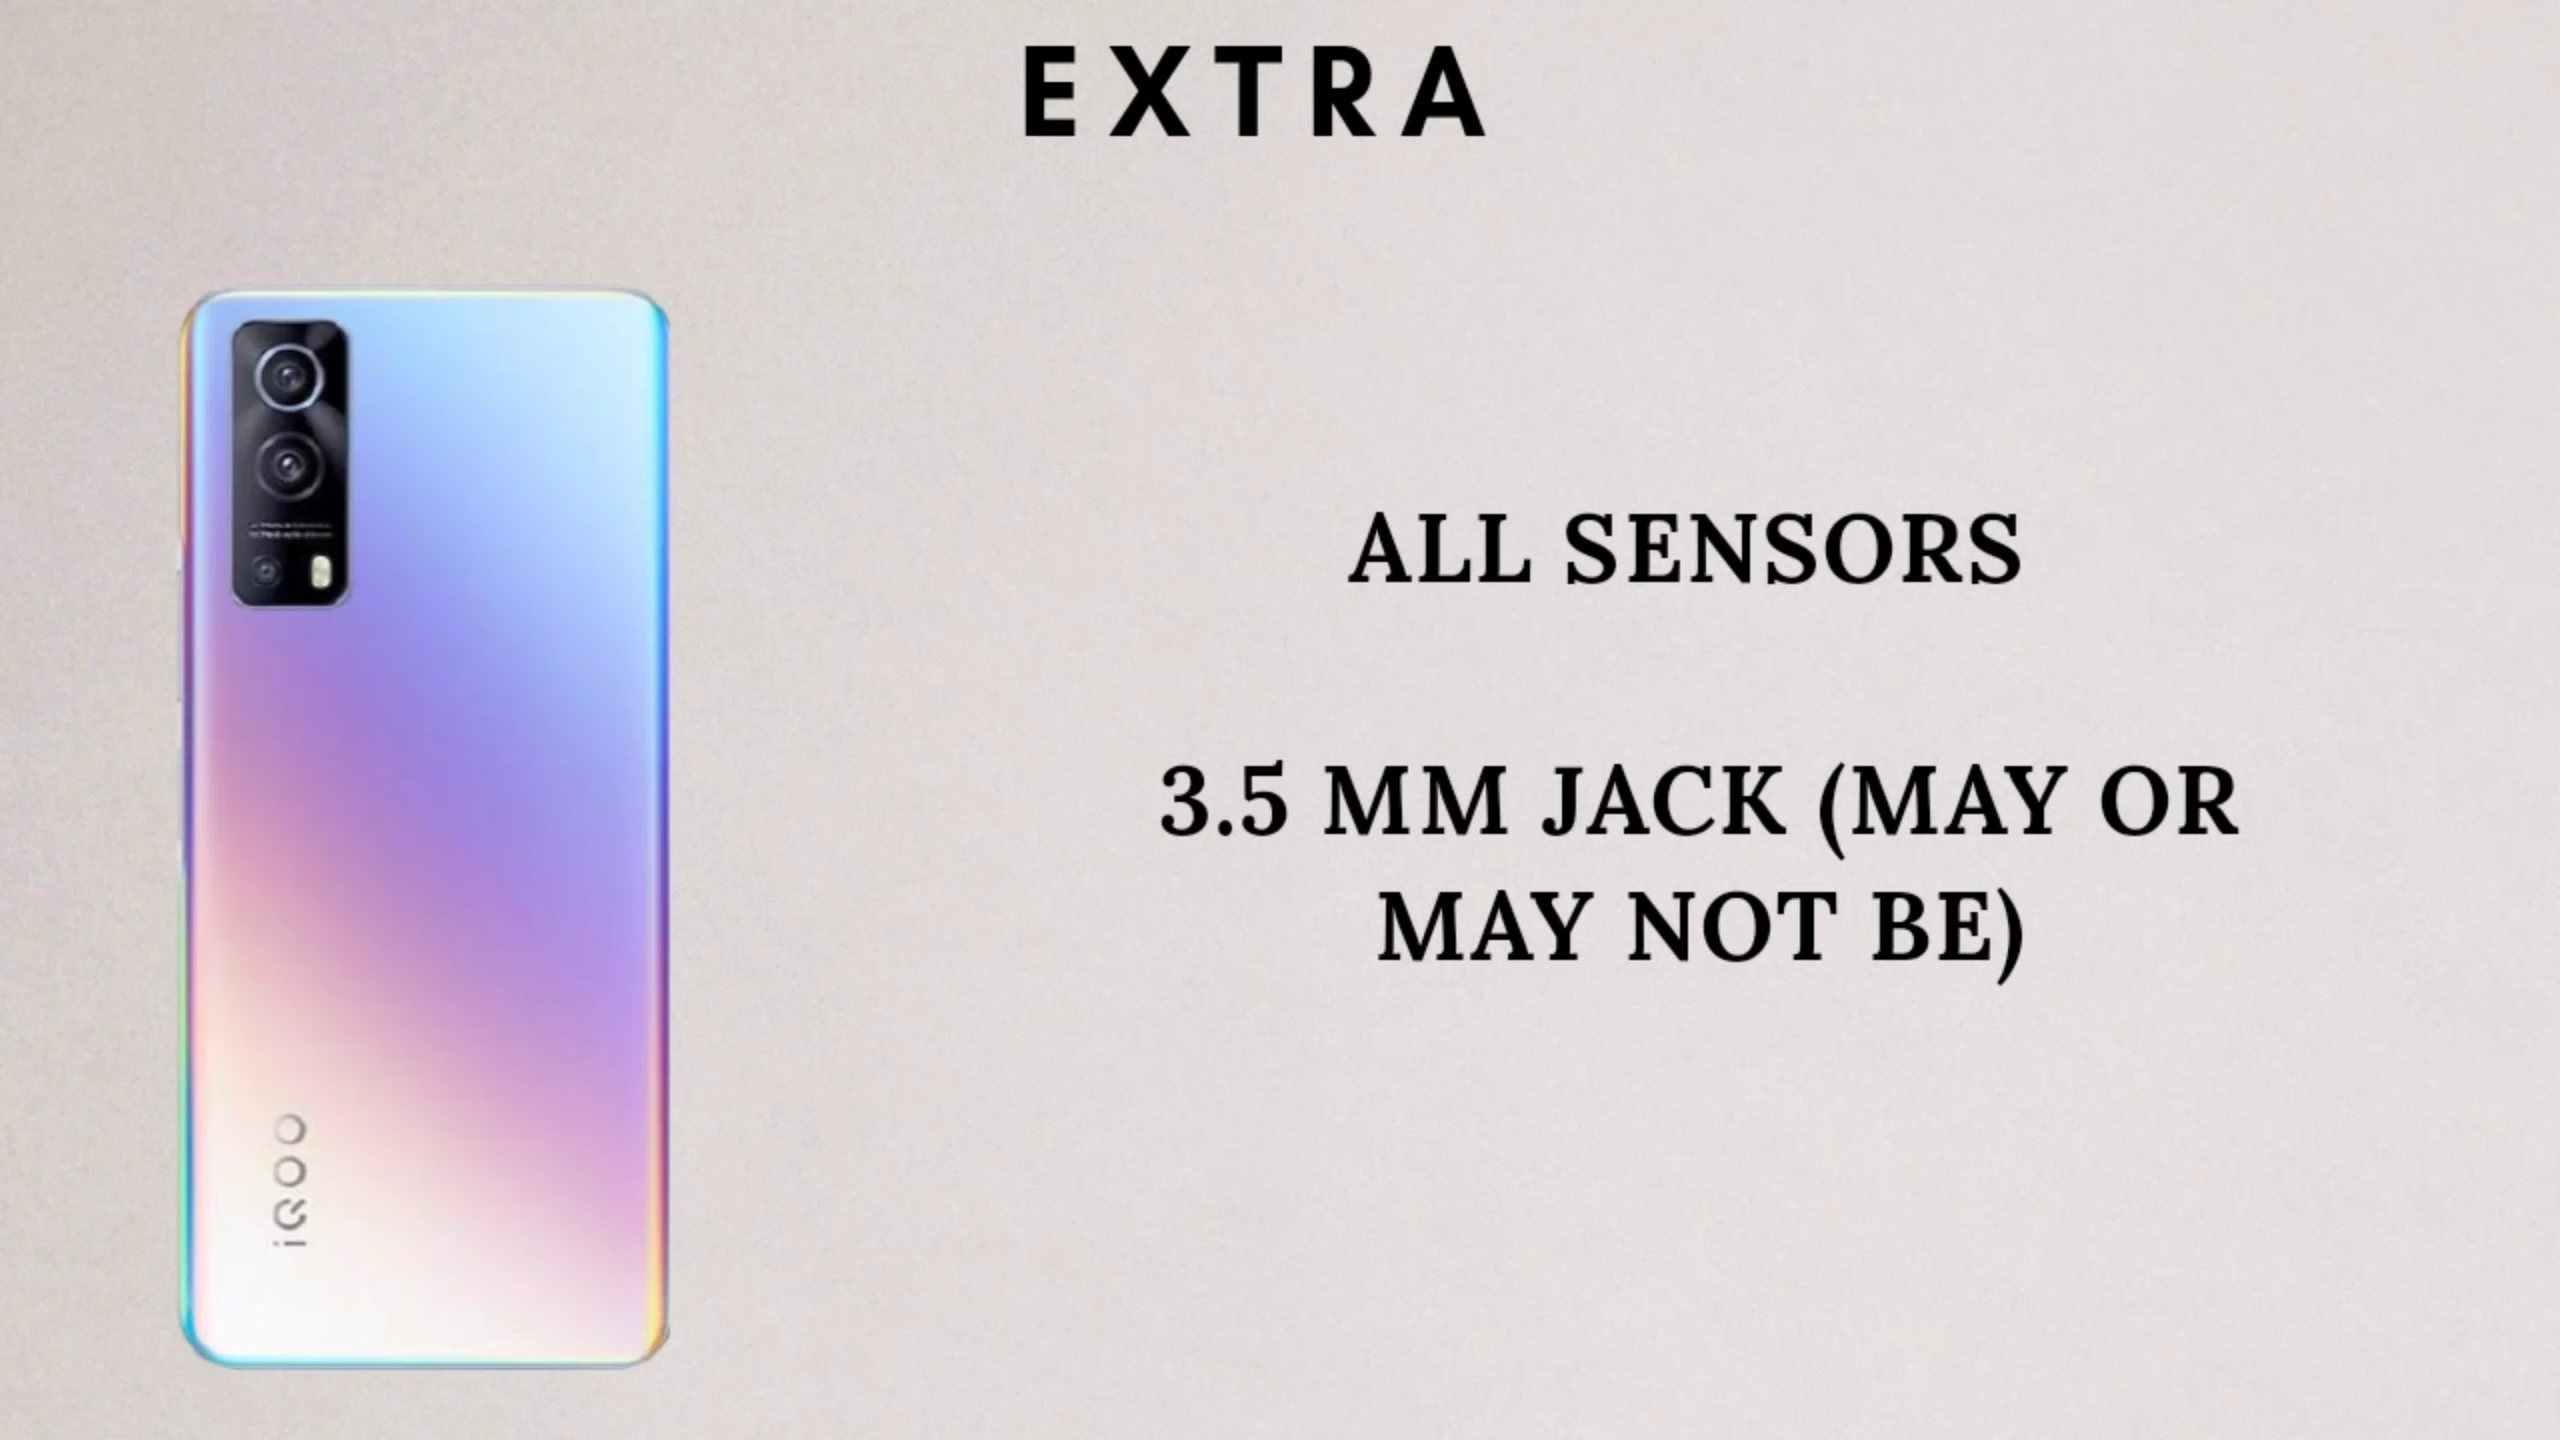 EXTRA
ALL SENSORS
3.5 MM JACK (MAY OR
MAY NOT BE)
iQOO